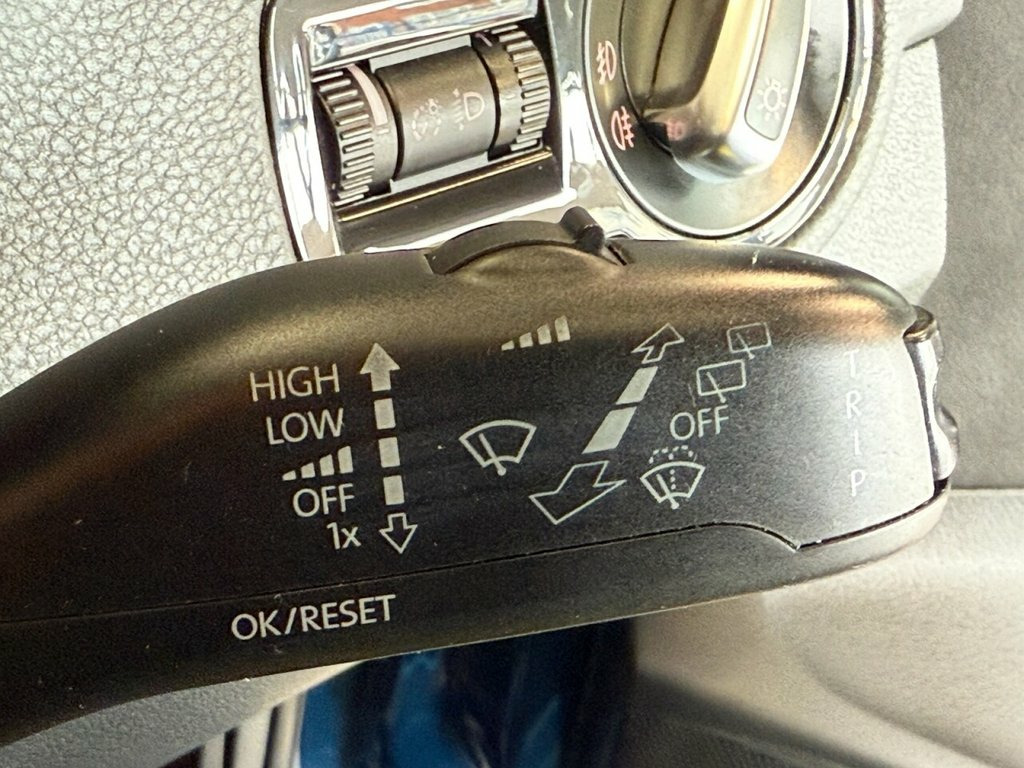 HIGH
LOW
OFF
1x
OFF
TRIP
OK/RESET